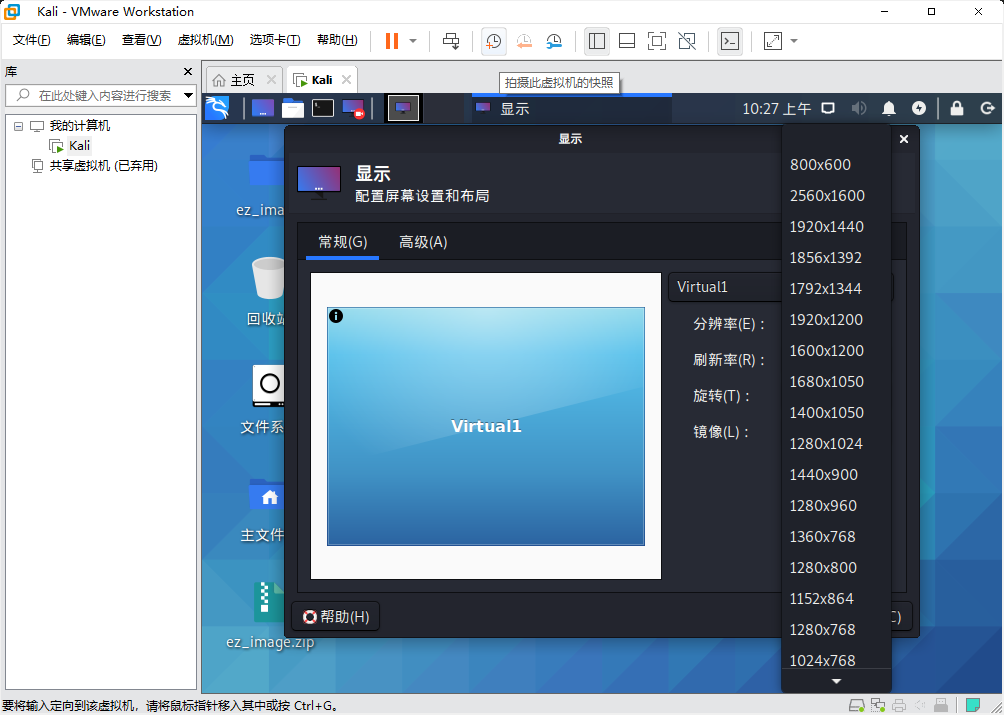 Kali - VMware Workstation
文件(F) 编辑(E) 查看(V) 虚拟机(M) 选项卡(T) 帮助(H)
库
在此处键入内容进行搜索
我的计算机
Kali
共享虚拟机 (已弃用)
主页
Kali
拍摄此虚拟机的快照
显示
10:27 上午
显示
显示
配置屏幕设置和布局
常规(G)
高级(A)
Virtual1
Virtual1
分辨率(E)：
刷新率(R)：
旋转(T)：
镜像(L)：
800x600
2560x1600
1920x1440
1856x1392
1792x1344
1920x1200
1600x1200
1680x1050
1400x1050
1280x1024
1440x900
1280x960
1360x768
1280x800
1152x864
1280x768
1024x768
帮助(H)
C)
ez_ima
回收站
文件系
主文件
ez_image.zip
要将输入定向到该虚拟机，请将鼠标指针移入其中或按 Ctrl+G。